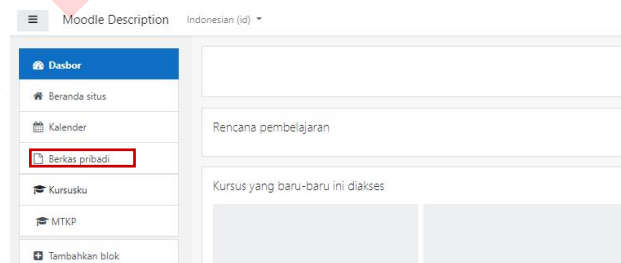 Moodle Description Indonesian (id)
Dasbor
Beranda situs
Kalender
Berkas pribadi
Kursusku
MTKP
Tambahkan blok
Rencana pembelajaran
Kursus yang baru-baru ini diakses